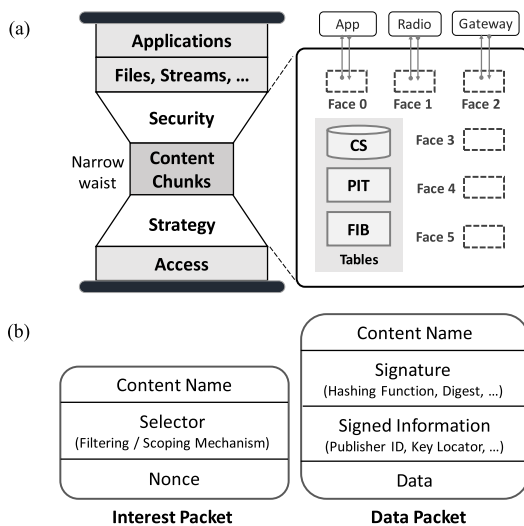 (a)
Applications
Files, Streams, ...
Security
Narrow
waist
Content
Chunks
Strategy
Access
App
Radio
Gateway
Face 0
Face 1
Face 2
CS
PIT
FIB
Tables
Face 3
Face 4
Face 5
(b)
Content Name
Selector
(Filtering / Scoping Mechanism)
Nonce
Interest Packet
Content Name
Signature
(Hashing Function, Digest, ...)
Signed Information
(Publisher ID, Key Locator, ...)
Data
Data Packet